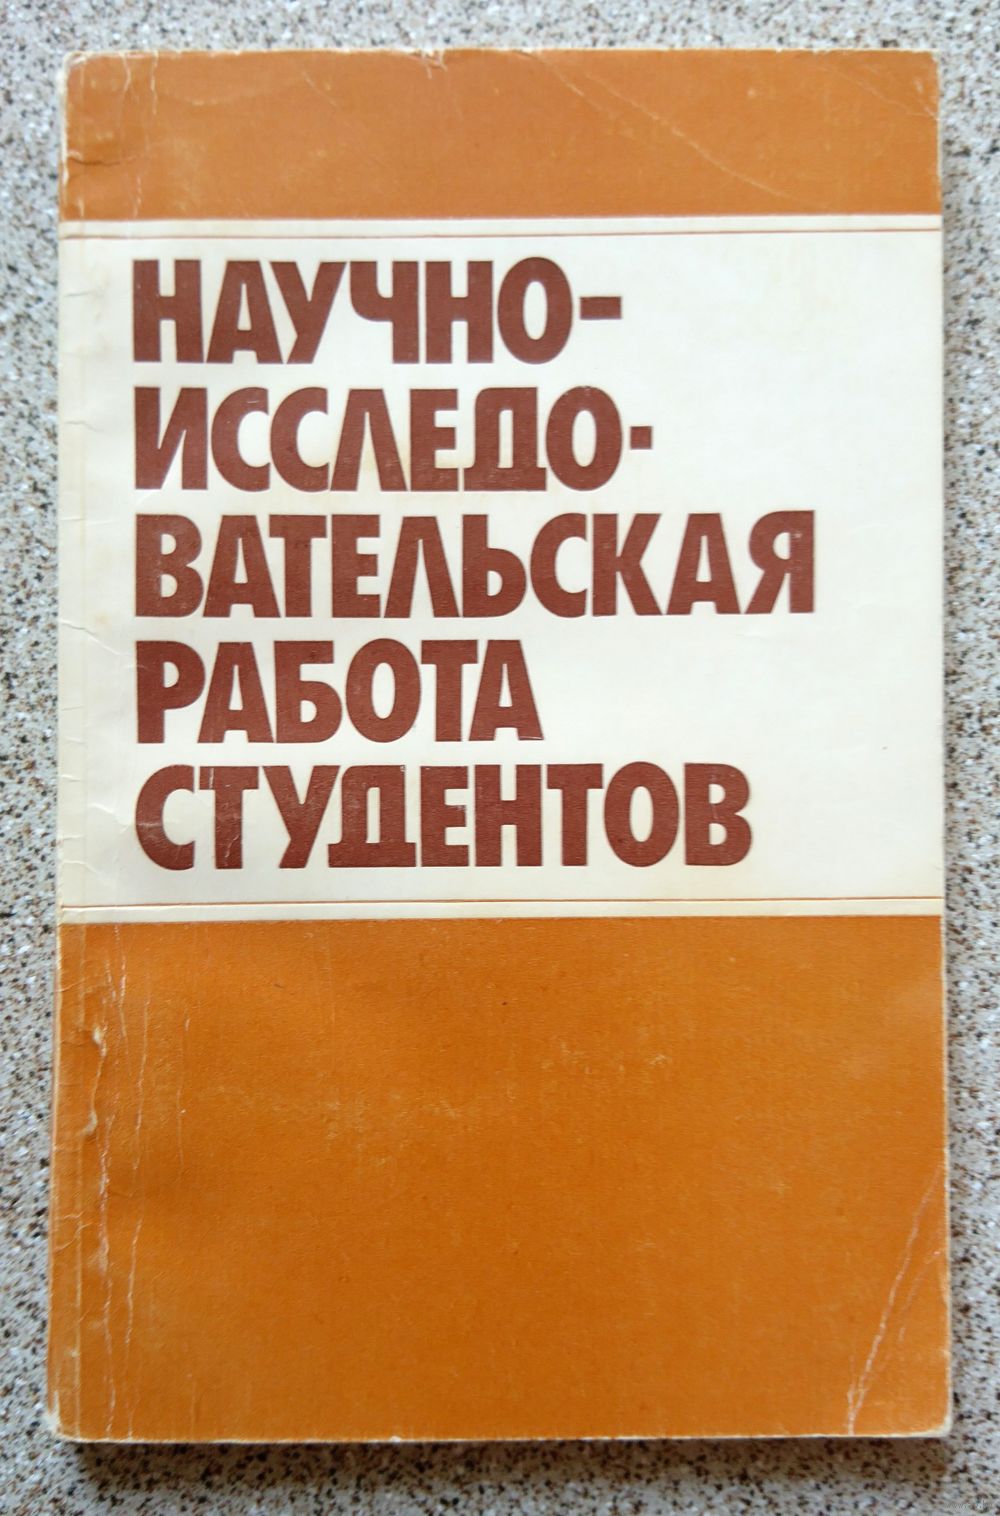 НАУЧНО-
ИССЛЕДО-
ВАТЕЛЬСКАЯ
РАБОТА
СТУДЕНТОВ